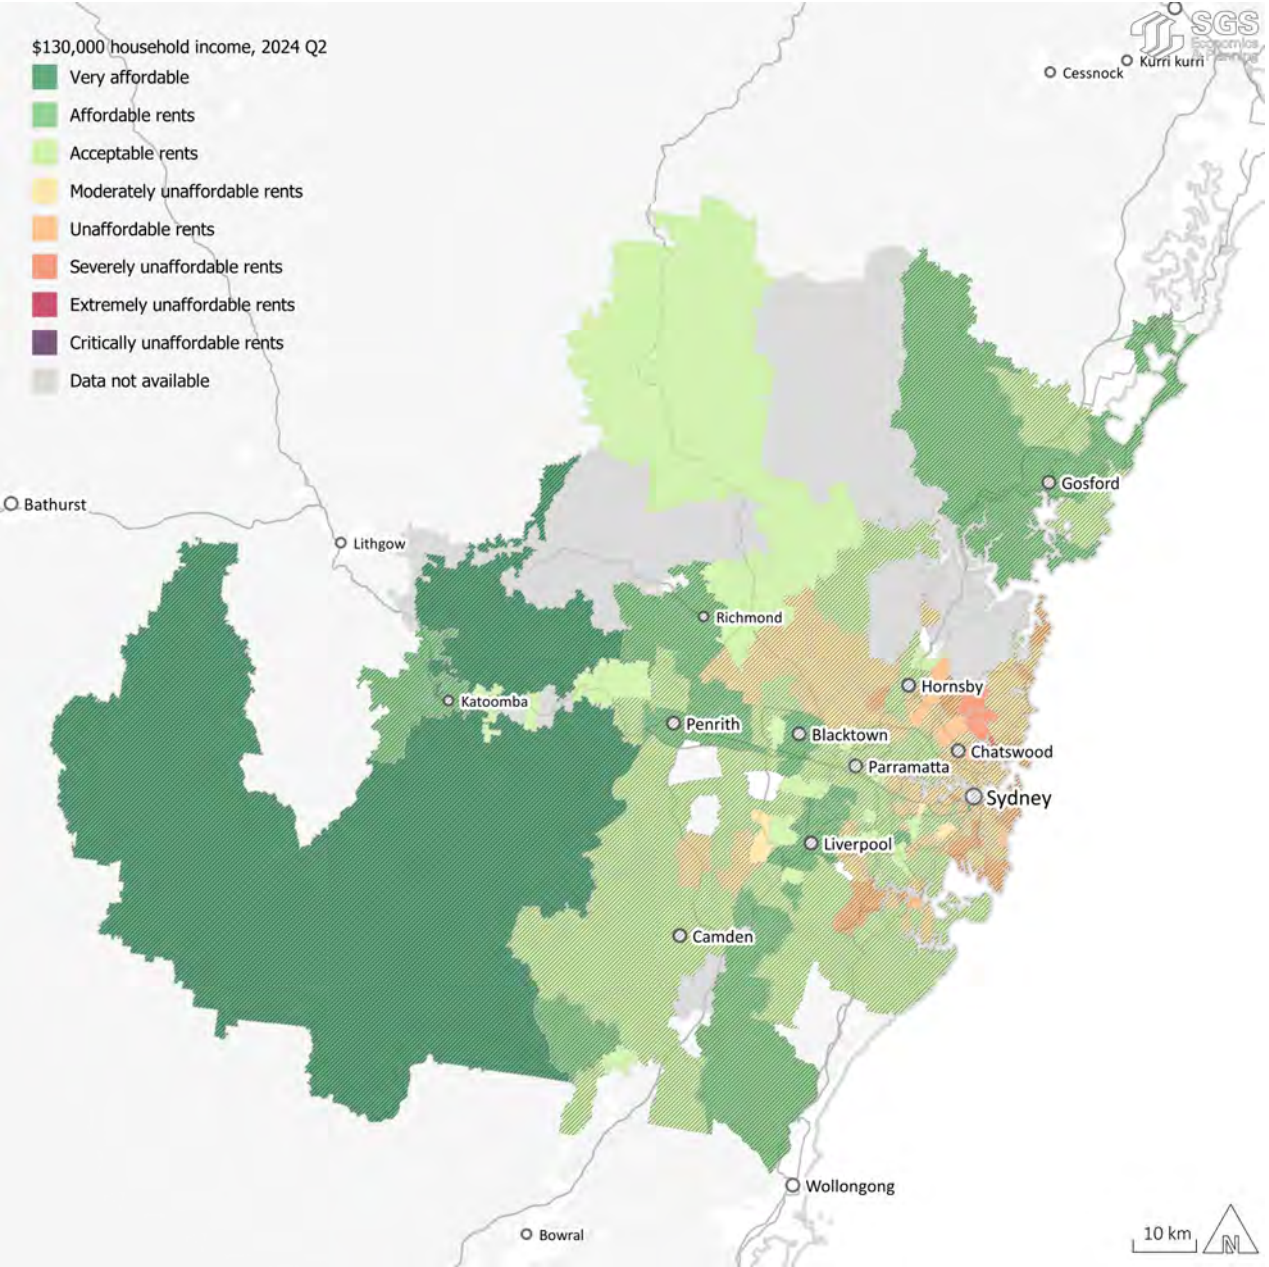 $130,000 household income, 2024 Q2
Very affordable
Affordable rents
Acceptable rents
Moderately unaffordable rents
Unaffordable rents
Severely unaffordable rents
Extremely unaffordable rents
Critically unaffordable rents
Data not available
SGS
Economics
& Planning
Kurri kurri
Cessnock
Gosford
Bathurst
Lithgow
Richmond
Hornsby
Katoomba
Penrith
Blacktown
Chatswood
Parramatta
Sydney
Liverpool
Camden
Wollongong
Bowral
10 km
N